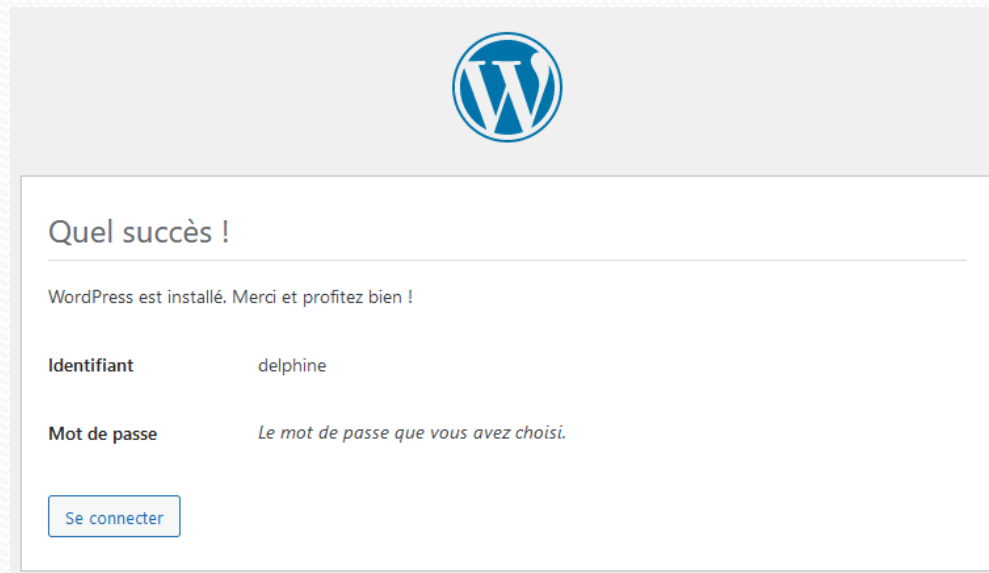 Quel succès !
WordPress est installé. Merci et profitez bien !
Identifiant delphine
Mot de passe Le mot de passe que vous avez choisi.
Se connecter